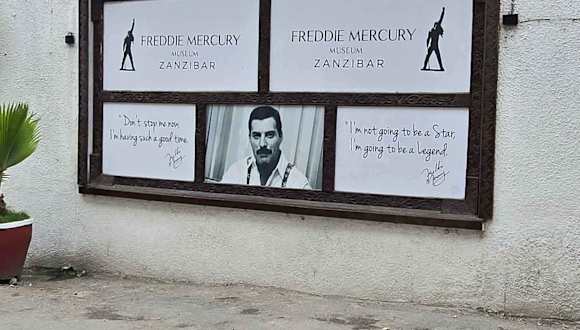 FREDDIE MERCURY
MUSEUM
ZANZIBAR
FREDDIE MERCURY
MUSEUM
ZANZIBAR
"Don't stop me now,
I'm having such a good time.
"I'm not going to be a Star,
I'm going to be a Legend.